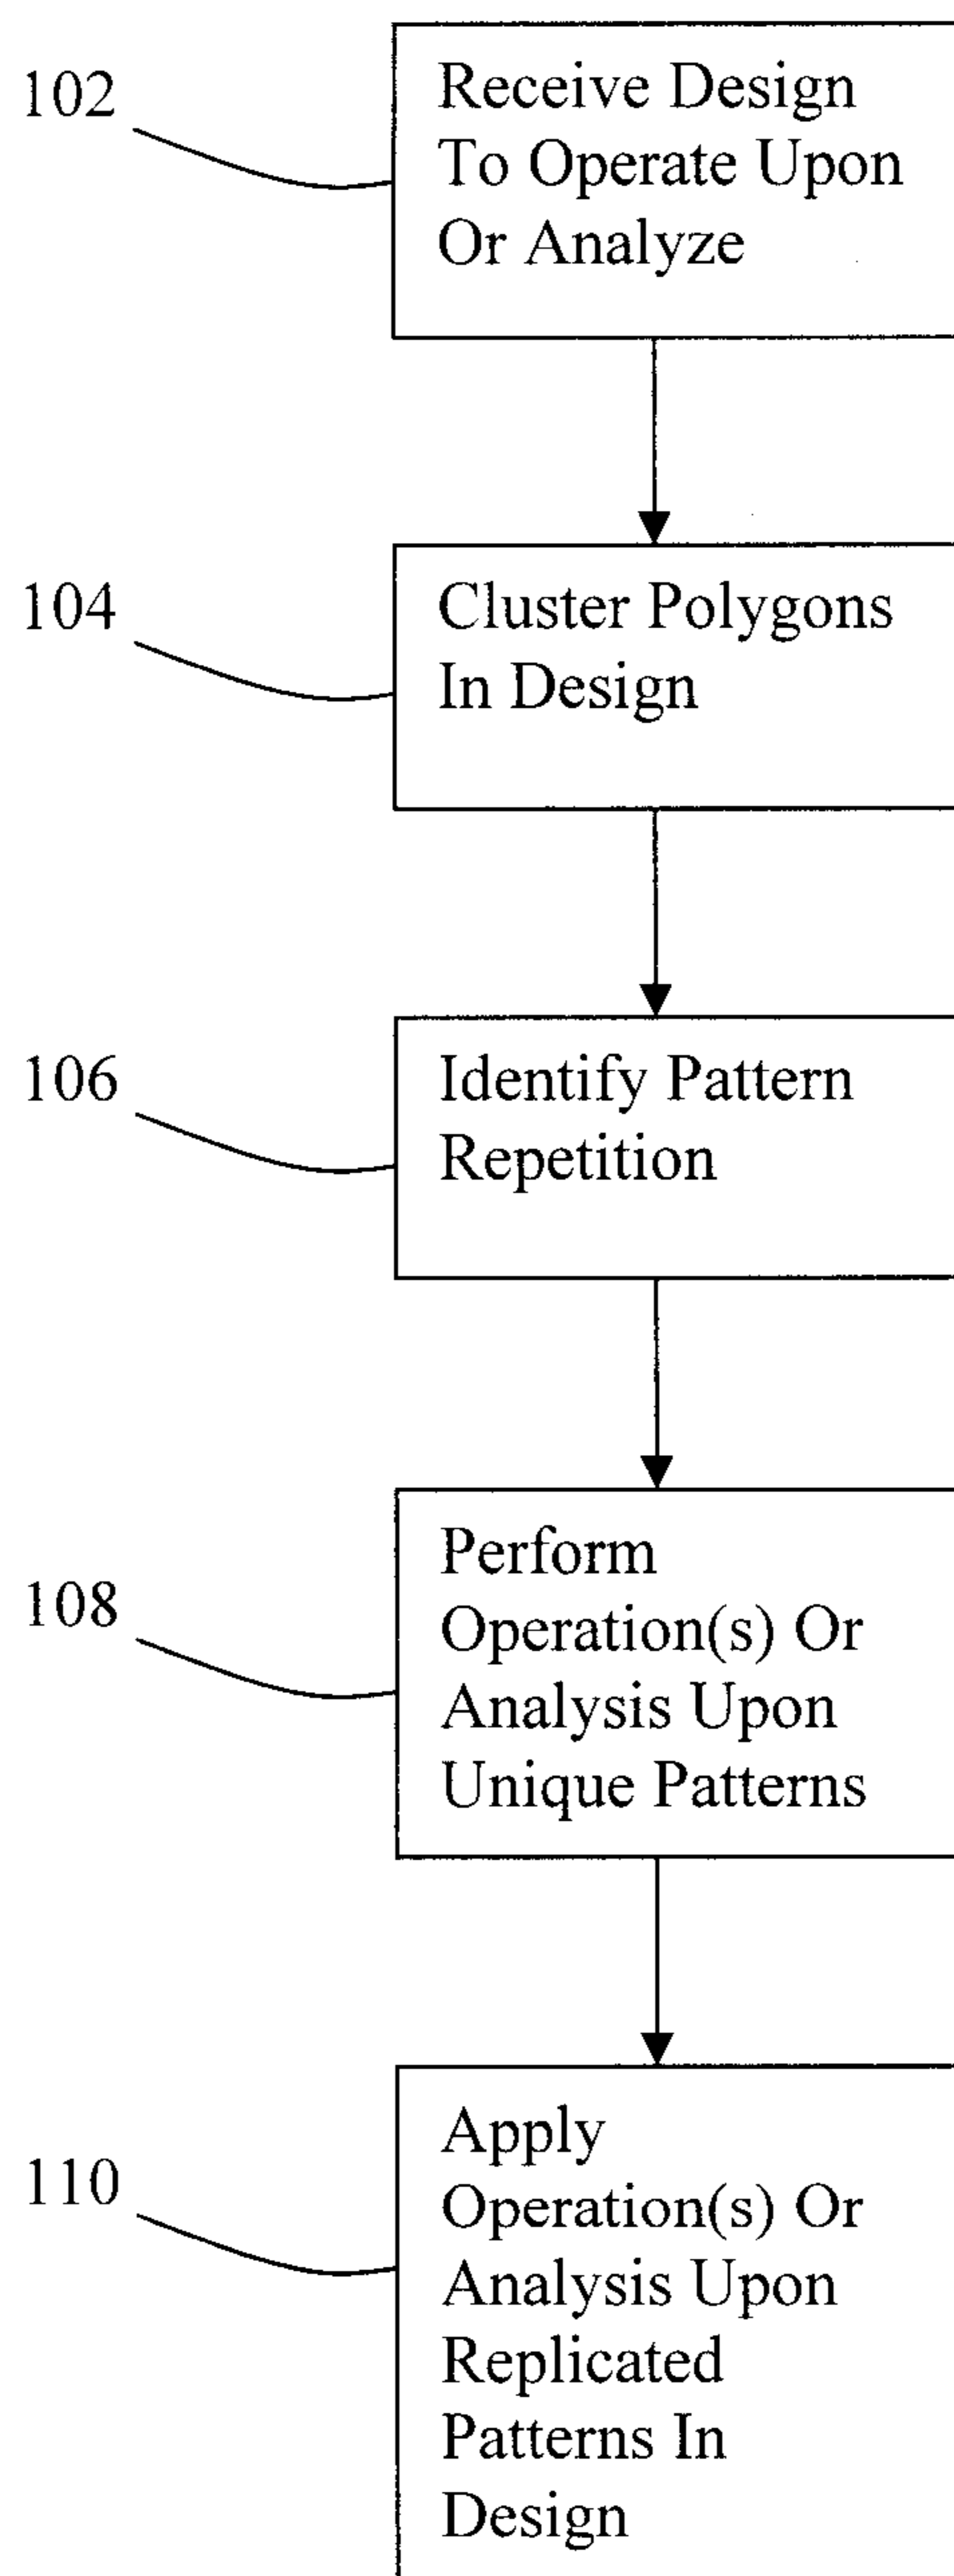 102
Receive Design
To Operate Upon
Or Analyze
104
Cluster Polygons
In Design
106
Identify Pattern
Repetition
108
Perform
Operation(s) Or
Analysis Upon
Unique Patterns
110
Apply
Operation(s) Or
Analysis Upon
Replicated
Patterns In
Design